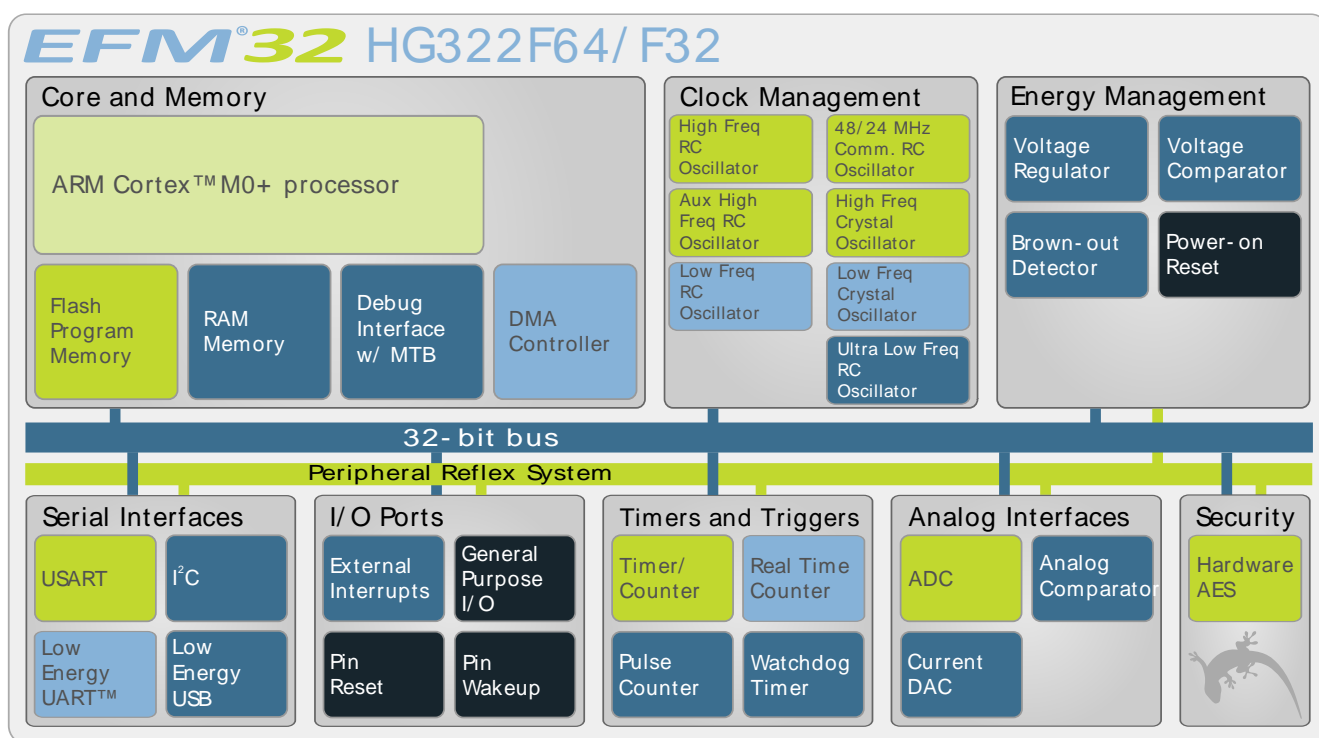 EFM®32 HG322F64/F32
Core and Memory
ARM Cortex™ M0+ processor
Flash
Program
Memory
RAM
Memory
Debug
Interface
w/ MTB
DMA
Controller
Clock Management
High Freq
RC
Oscillator
48/24 MHz
Comm. RC
Oscillator
Aux High
Freq RC
Oscillator
High Freq
Crystal
Oscillator
Low Freq
RC
Oscillator
Low Freq
Crystal
Oscillator
Ultra Low Freq
RC
Oscillator
Energy Management
Voltage
Regulator
Voltage
Comparator
Brown-out
Detector
Power-on
Reset
32-bit bus
Peripheral Reflex System
Serial Interfaces
USART
I²C
Low
Energy
UART™
Low
Energy
USB
I/O Ports
External
Interrupts
General
Purpose
I/O
Pin
Reset
Pin
Wakeup
Timers and Triggers
Timer/
Counter
Real Time
Counter
Pulse
Counter
Watchdog
Timer
Analog Interfaces
ADC
Analog
Comparator
Current
DAC
Security
Hardware
AES